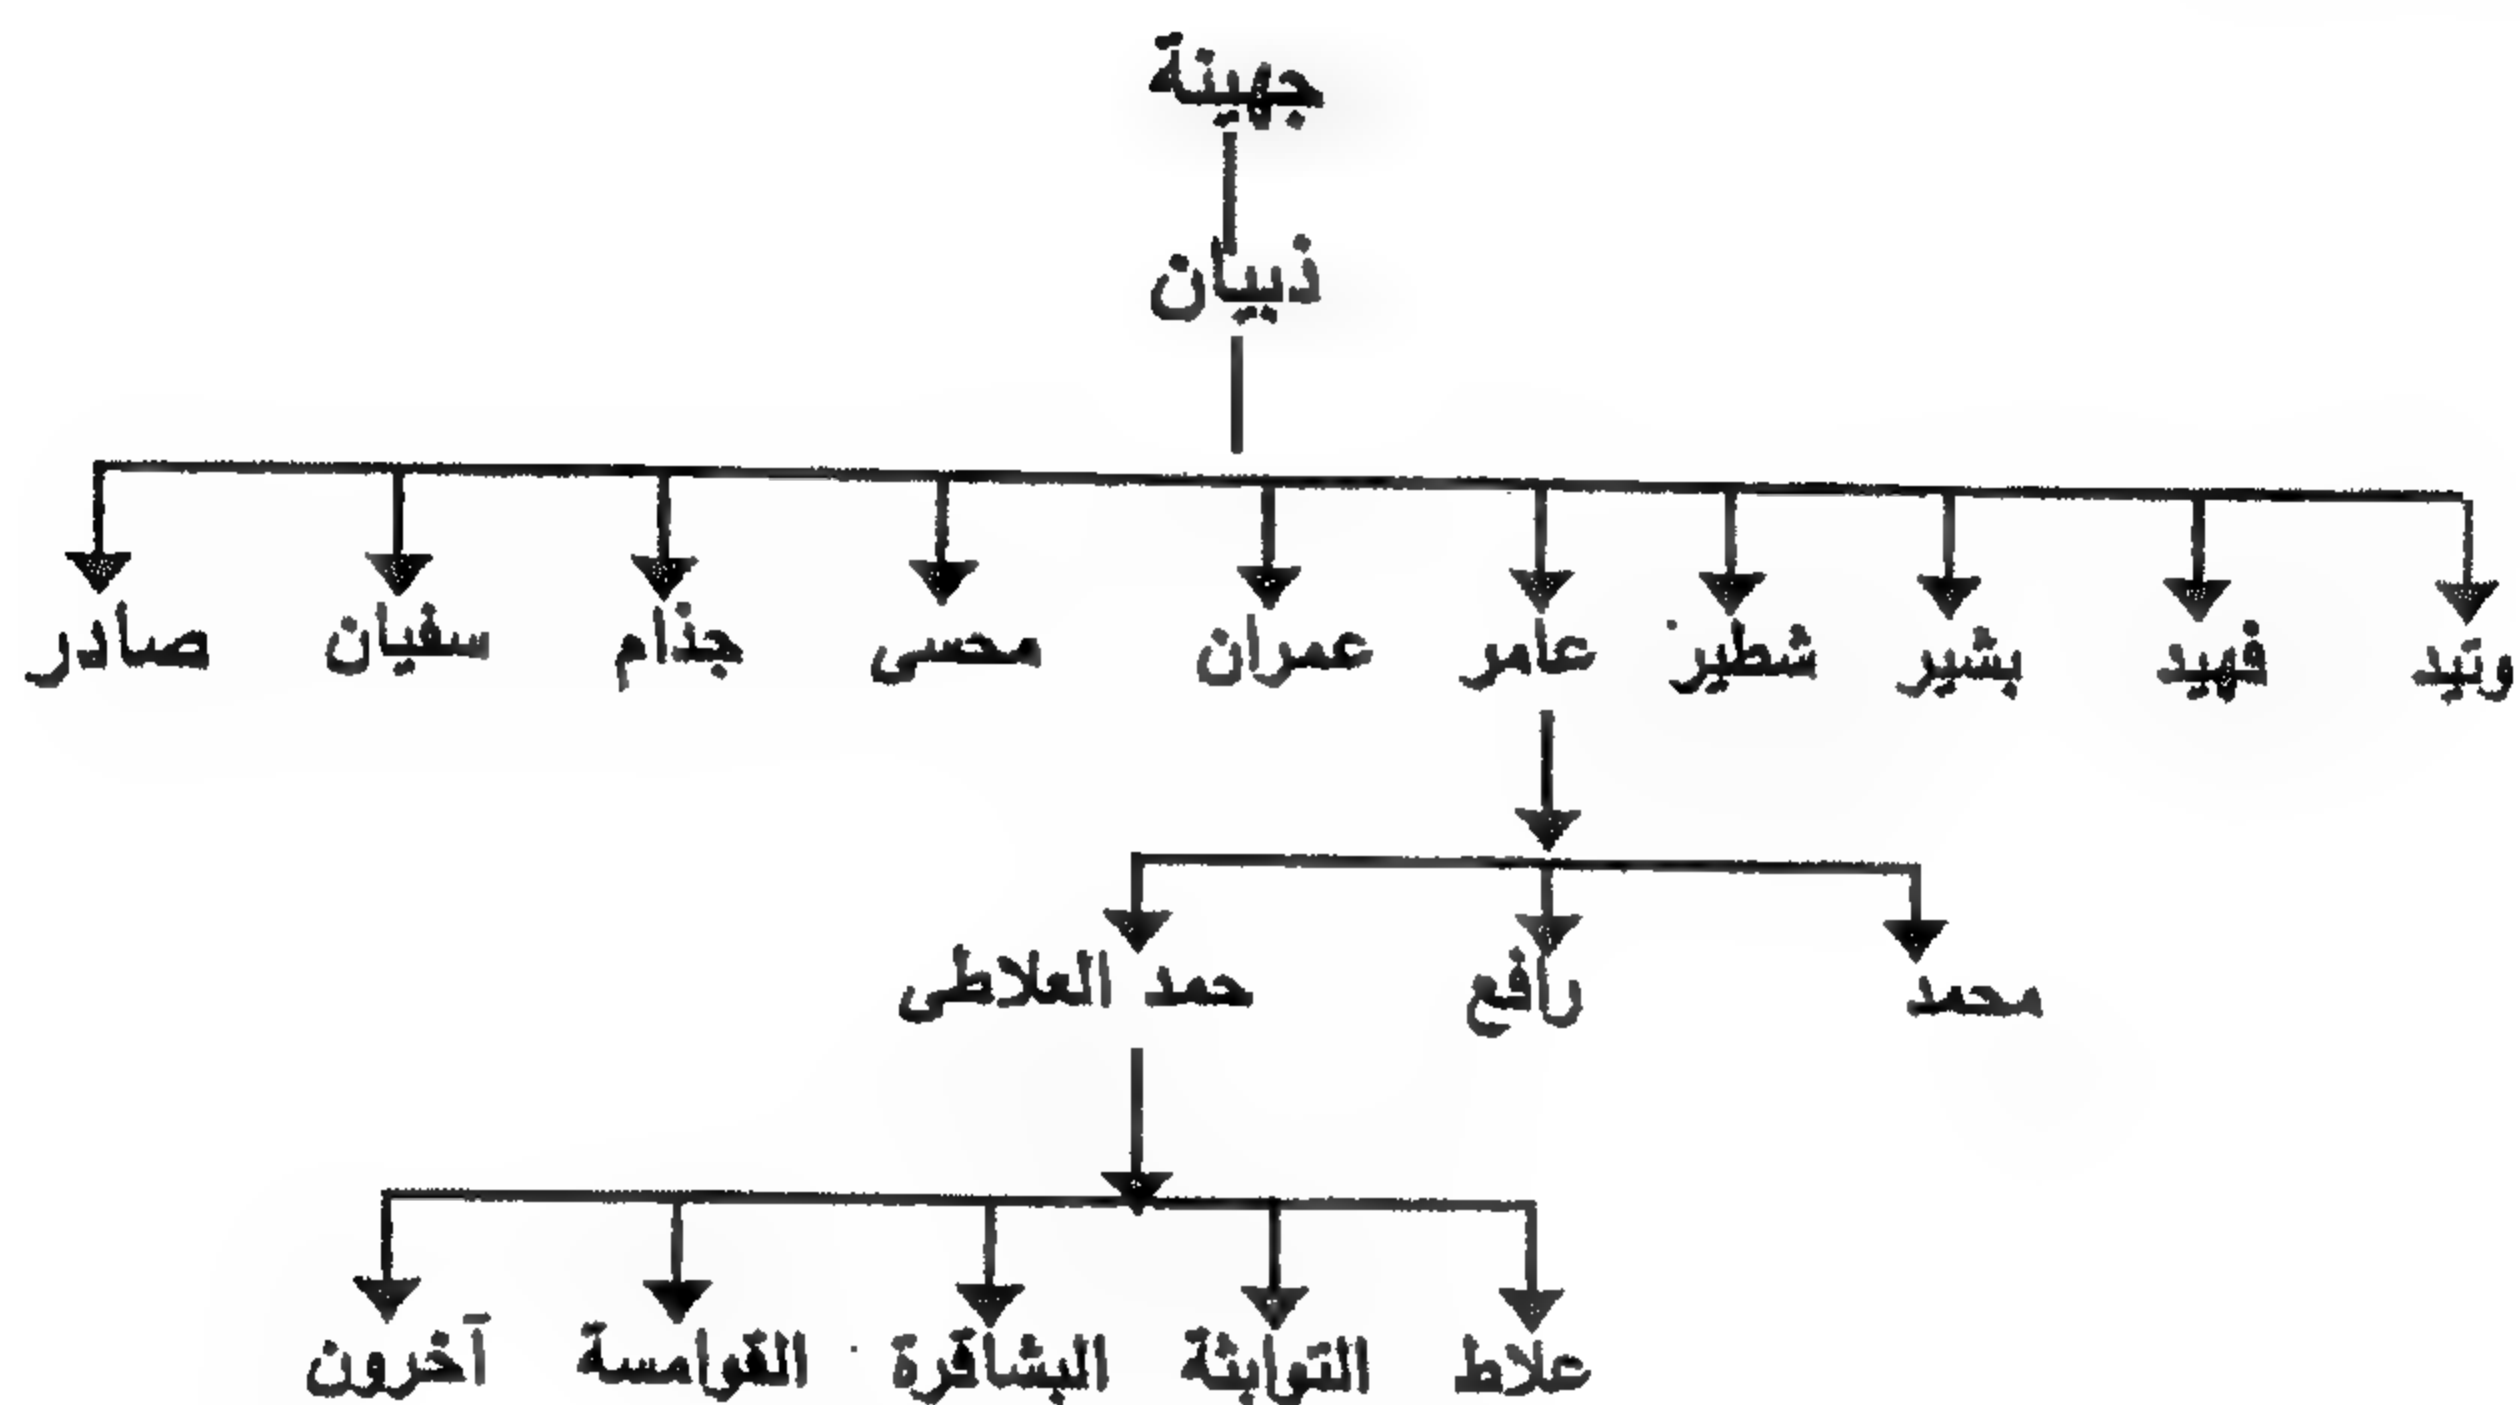 جهينة
ذبيان
وتيد فهيد بشير شطير عامر عمران محسى جذام سفيان صادر
محمد رافع حمد العلاطى
علاط التوابثة البشاقرة القوامسة آخرون